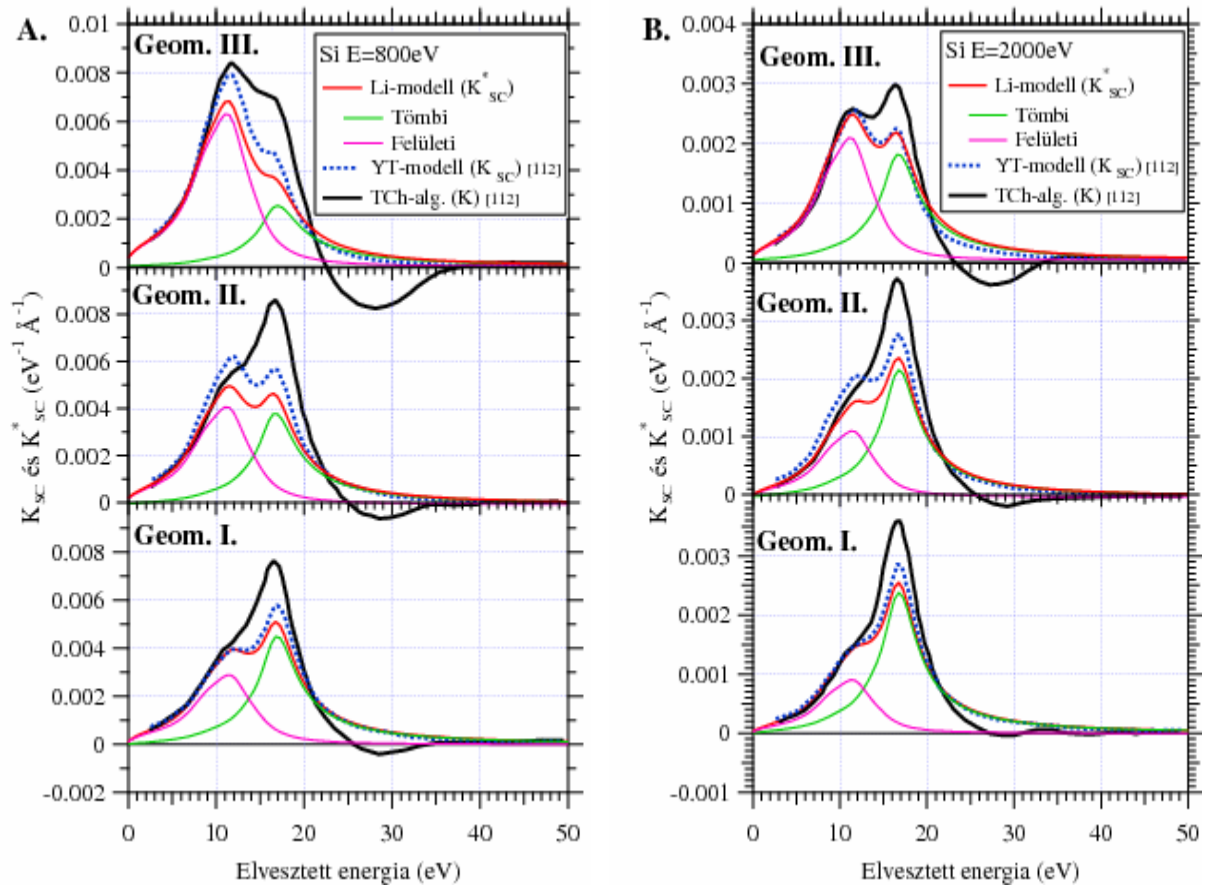 A.
Geom. III.
Si E=800eV
Li-modell (K*SC)
Tömbi
Felületi
YT-modell (KSC) [112]
TCh-alg. (K) [112]
0.01
0.008
0.006
0.004
0.002
0
Geom. II.
0.008
0.006
0.004
0.002
0
Geom. I.
0.008
0.006
0.004
0.002
0
-0.002
KSC és K*SC (eV-1 Å-1)
0 10 20 30 40 50
Elvesztett energia (eV)
B.
Geom. III.
Si E=2000eV
Li-modell (K*SC)
Tömbi
Felületi
YT-modell (KSC) [112]
TCh-alg. (K) [112]
0.004
0.003
0.002
0.001
0
Geom. II.
0.003
0.002
0.001
0
Geom. I.
0.003
0.002
0.001
0
-0.001
KSC és K*SC (eV-1 Å-1)
0 10 20 30 40 50
Elvesztett energia (eV)